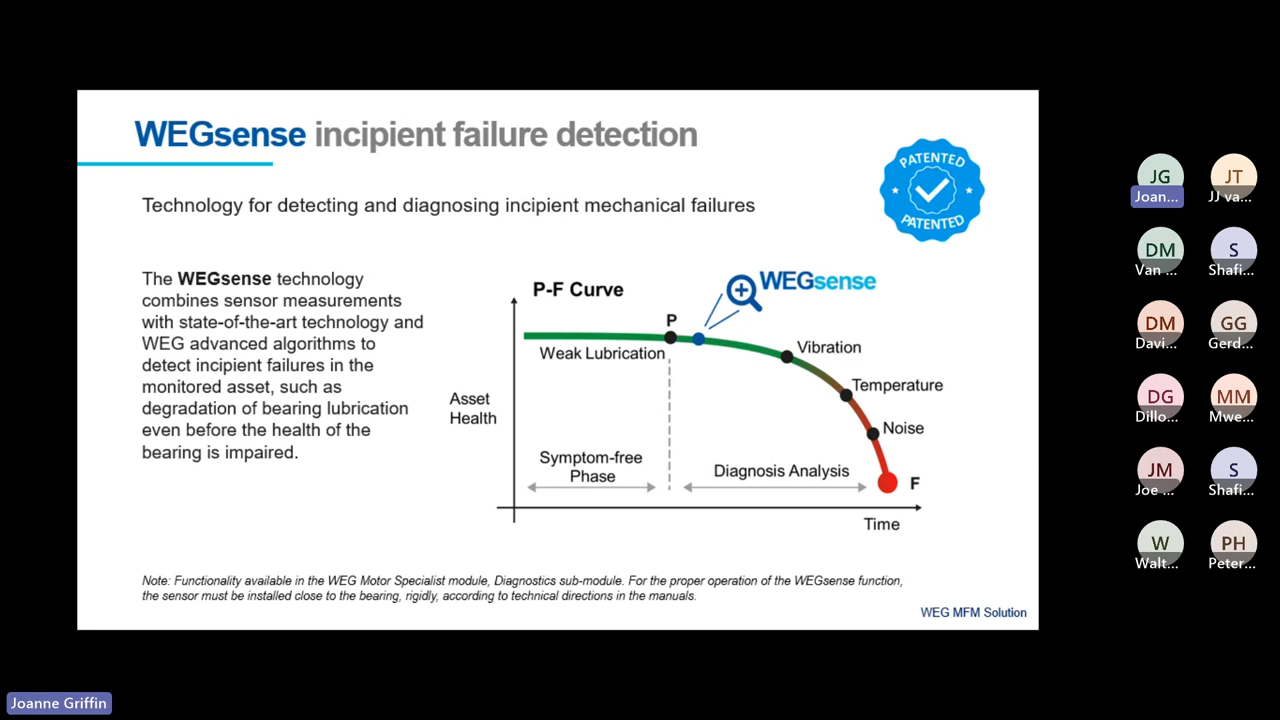 WEGsense incipient failure detection
PATENTED
PATENTED
Technology for detecting and diagnosing incipient mechanical failures
The WEGsense technology
combines sensor measurements
with state-of-the-art technology and
WEG advanced algorithms to
detect incipient failures in the
monitored asset, such as
degradation of bearing lubrication
even before the health of the
bearing is impaired.
P-F Curve
WEGsense
P
Weak Lubrication
Vibration
Temperature
Noise
F
Asset
Health
Symptom-free
Phase
Diagnosis Analysis
Time
Note: Functionality available in the WEG Motor Specialist module, Diagnostics sub-module. For the proper operation of the WEGsense function,
the sensor must be installed close to the bearing, rigidly, according to technical directions in the manuals.
WEG MFM Solution
JG
Joan...
JT
JJ va...
DM
Van ...
S
Shafi...
DM
Davi...
GG
Gerd...
DG
Dillo...
MM
Mwe...
JM
Joe ...
S
Shafi...
W
Walt...
PH
Peter...
Joanne Griffin